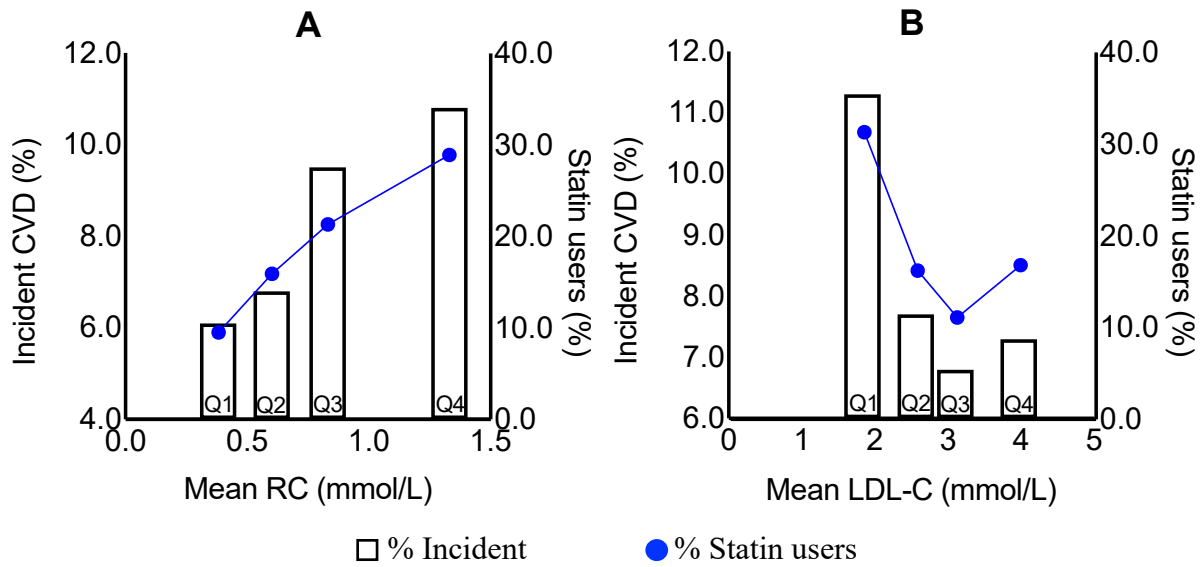 A
Incident CVD (%)
12.0
10.0
8.0
6.0
4.0
40.0
30.0
20.0
10.0
0.0
Statin users (%)
Q1 Q2 Q3 Q4
0.0 0.5 1.0 1.5
Mean RC (mmol/L)
B
Incident CVD (%)
12.0
11.0
10.0
9.0
8.0
7.0
6.0
40.0
30.0
20.0
10.0
0.0
Statin users (%)
Q1 Q2 Q3 Q4
0 1 2 3 4 5
Mean LDL-C (mmol/L)
% Incident % Statin users